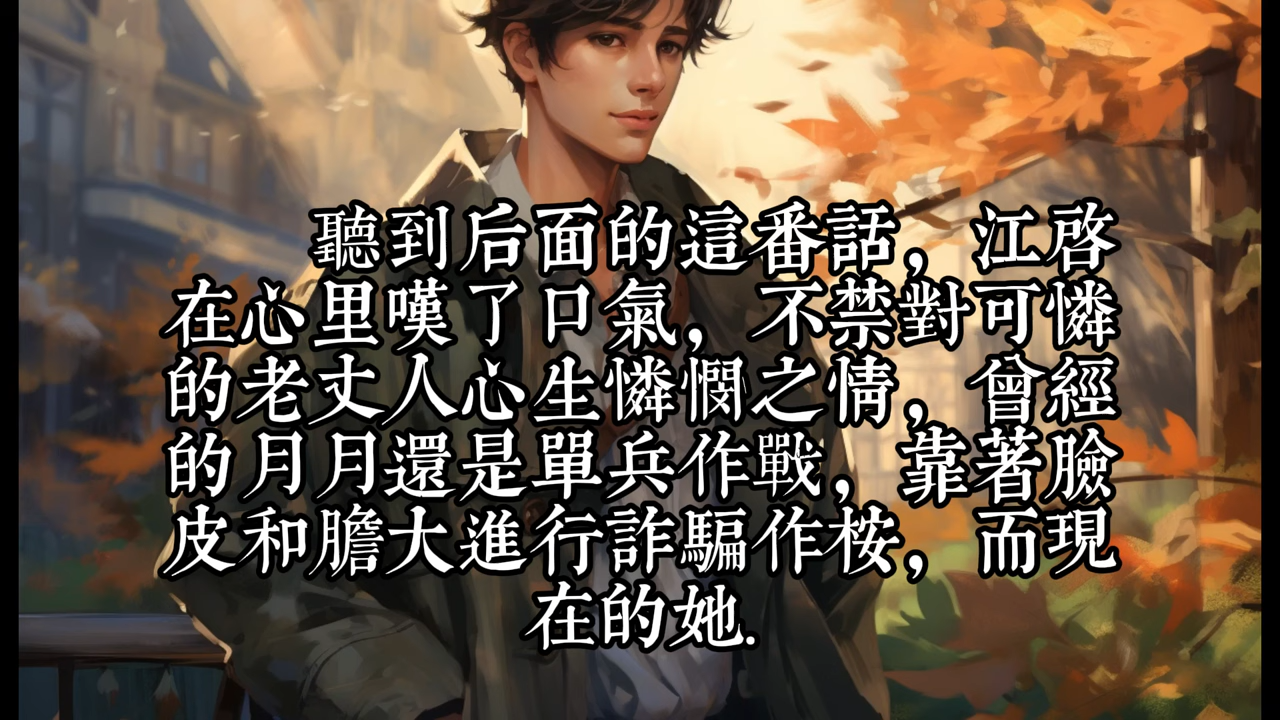 聽到后面的這番話，江啓
在心里嘆了口氣，不禁對可憐
的老丈人心生憐憫之情，曾經
的月月還是單兵作戰，靠著臉
皮和膽大進行詐騙作桉，而現
在的她.